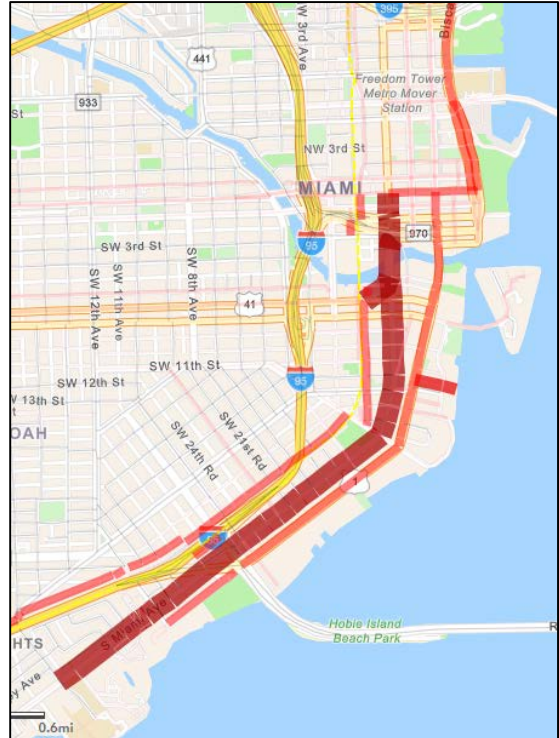 395
Bisca
SW 3rd Ave
441
933
Freedom Tower
Metro Mover
Station
St
NW 3rd St
MIAMI
SW 3rd St
970
95
SW 12th Ave
SW 11th Ave
SW 8th Ave
41
SW 11th St
SW 12th St
95
13th St
t
OAH
SW 21st Rd
SW 24th Rd
1
95
S Miami Ave
HTS
Hobie Island
Beach Park
R
ey Ave
0.6mi